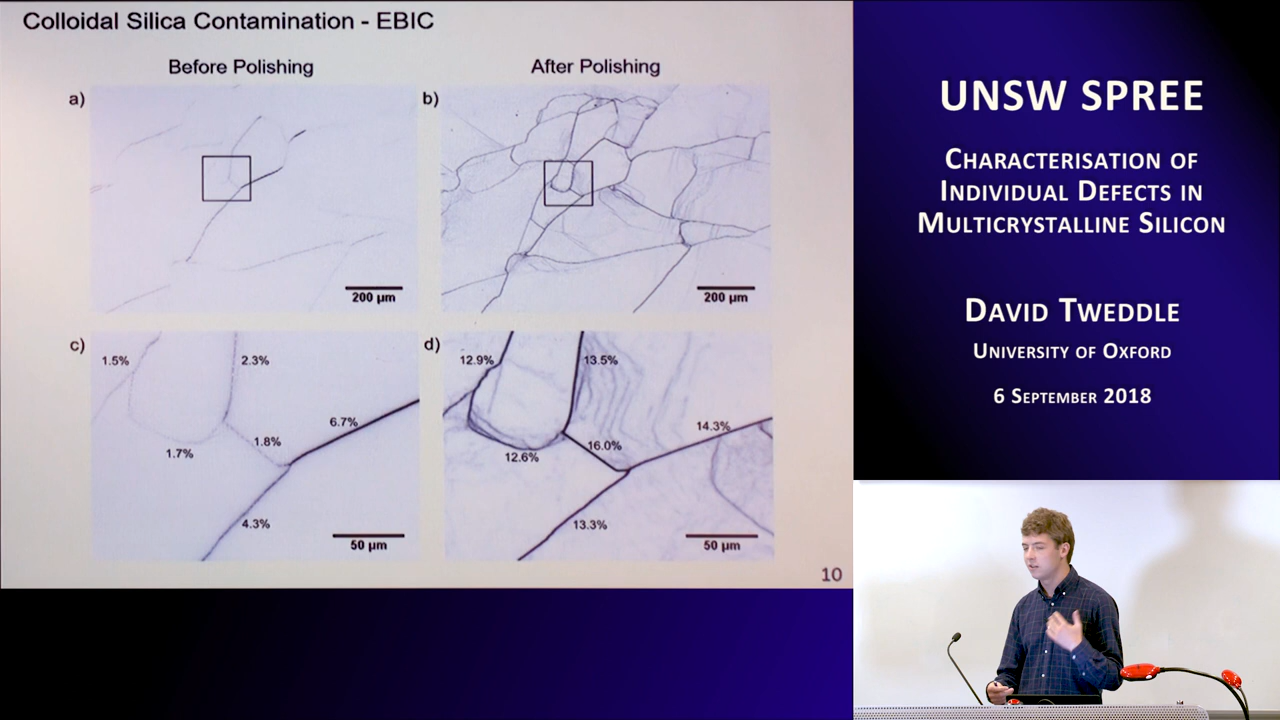 Colloidal Silica Contamination - EBIC
Before Polishing
After Polishing
a)
b)
200 µm
200 µm
c)
1.5%
2.3%
6.7%
1.8%
1.7%
4.3%
50 µm
d)
12.9%
13.5%
14.3%
16.0%
12.6%
13.3%
50 µm
10
UNSW SPREE
CHARACTERISATION OF
INDIVIDUAL DEFECTS IN
MULTICRYSTALLINE SILICON
DAVID TWEDDLE
UNIVERSITY OF OXFORD
6 SEPTEMBER 2018